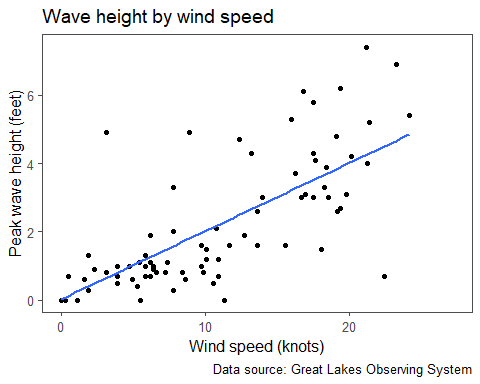 Wave height by wind speed
Peak wave height (feet)
6
4
2
0
0 10 20
Wind speed (knots)
Data source: Great Lakes Observing System